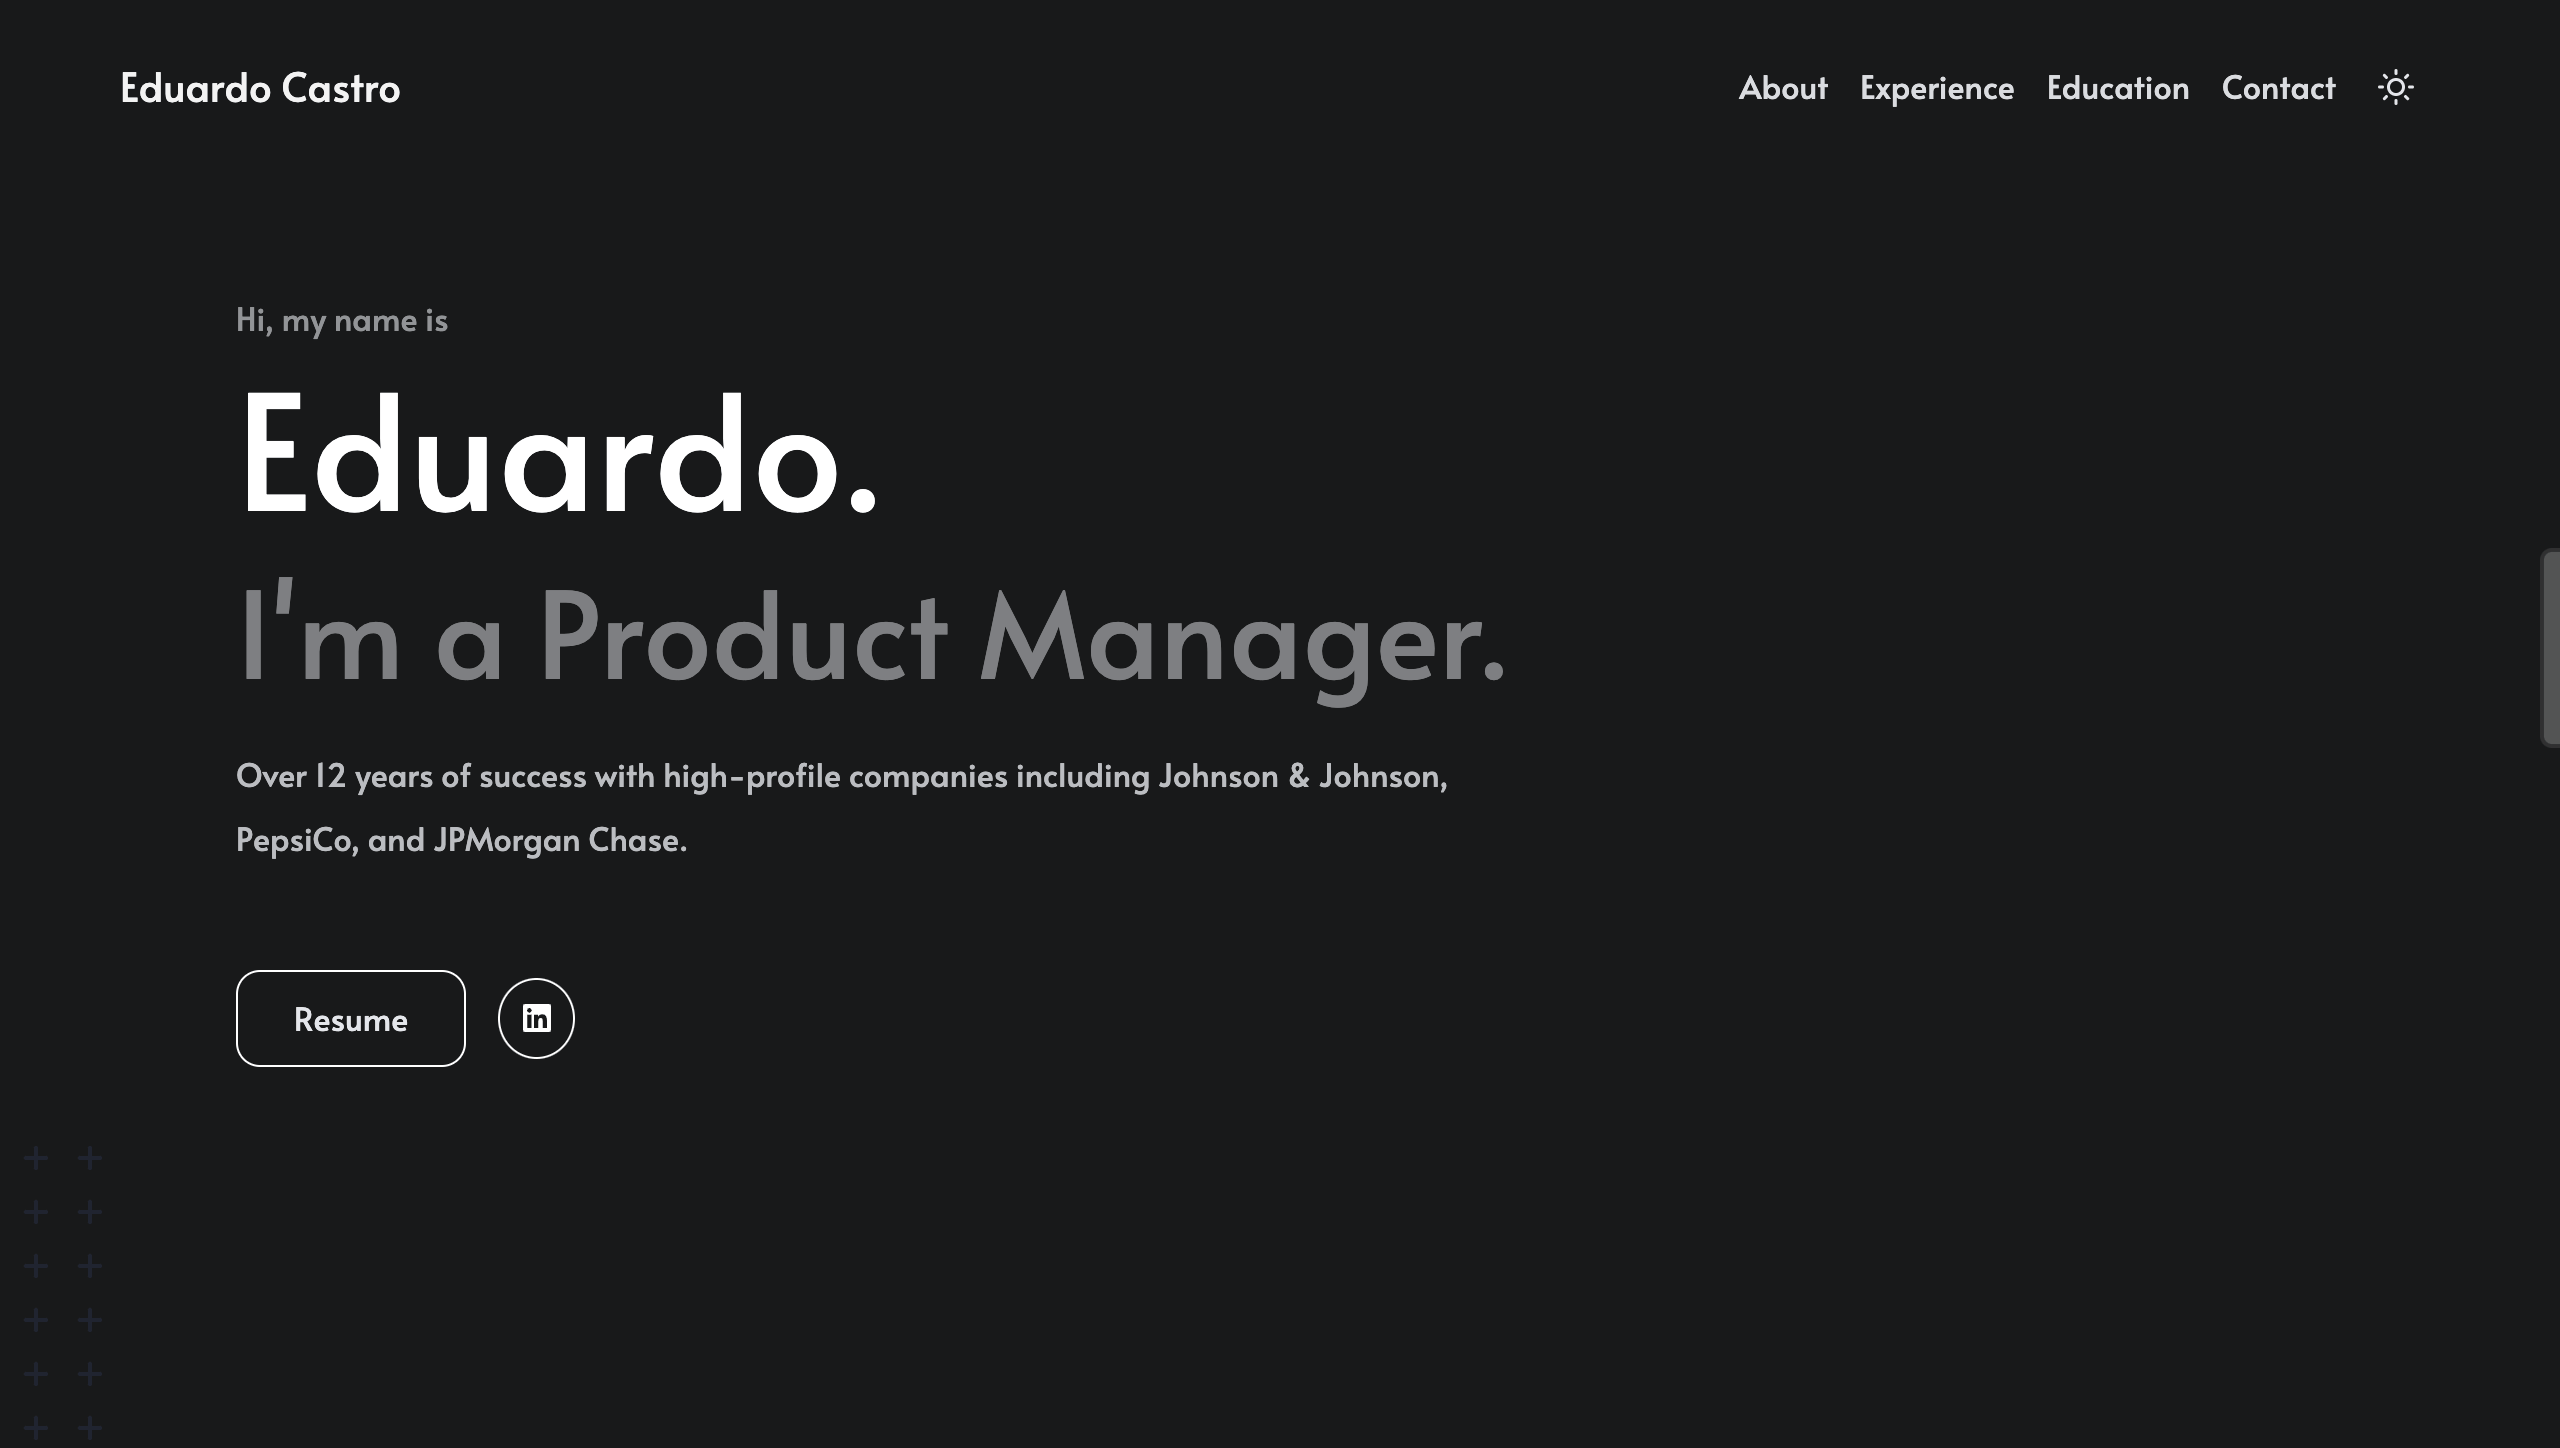 Eduardo Castro
About Experience Education Contact
Hi, my name is
Eduardo.
I'm a Product Manager.
Over 12 years of success with high-profile companies including Johnson & Johnson,
PepsiCo, and JPMorgan Chase.
Resume
in